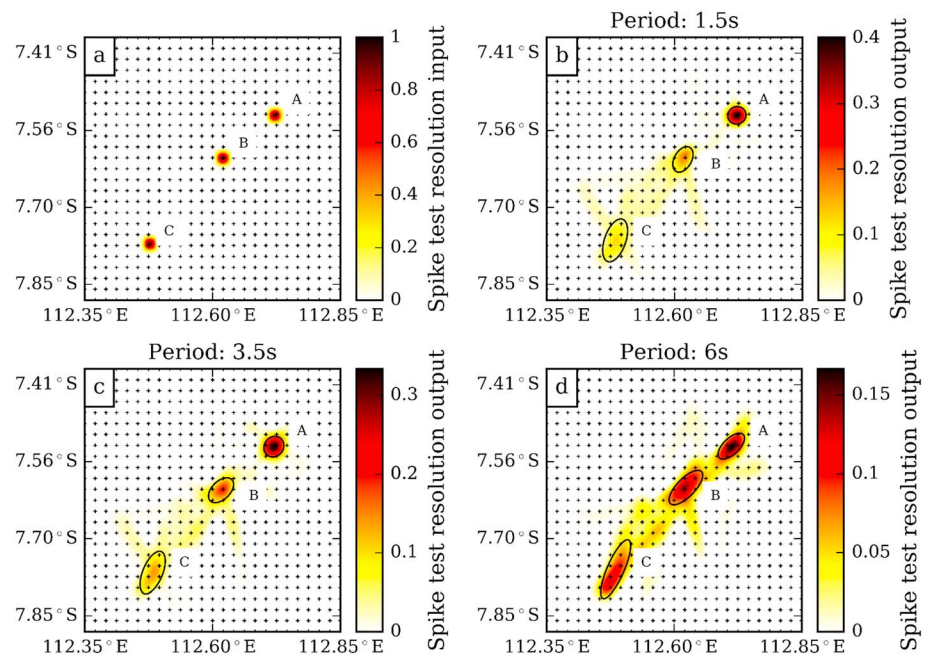 Period: 1.5s
a
7.41°S
7.56°S
7.70°S
7.85°S
112.35°E
112.60°E
112.85°E
A
B
C
1
0.8
0.6
0.4
0.2
0
Spike test resolution input
b
7.41°S
7.56°S
7.70°S
7.85°S
112.35°E
112.60°E
112.85°E
A
B
C
0.4
0.3
0.2
0.1
0
Spike test resolution output
Period: 3.5s
c
7.41°S
7.56°S
7.70°S
7.85°S
112.35°E
112.60°E
112.85°E
A
B
C
0.3
0.2
0.1
0
Spike test resolution output
Period: 6s
d
7.41°S
7.56°S
7.70°S
7.85°S
112.35°E
112.60°E
112.85°E
A
B
C
0.15
0.10
0.05
0
Spike test resolution output